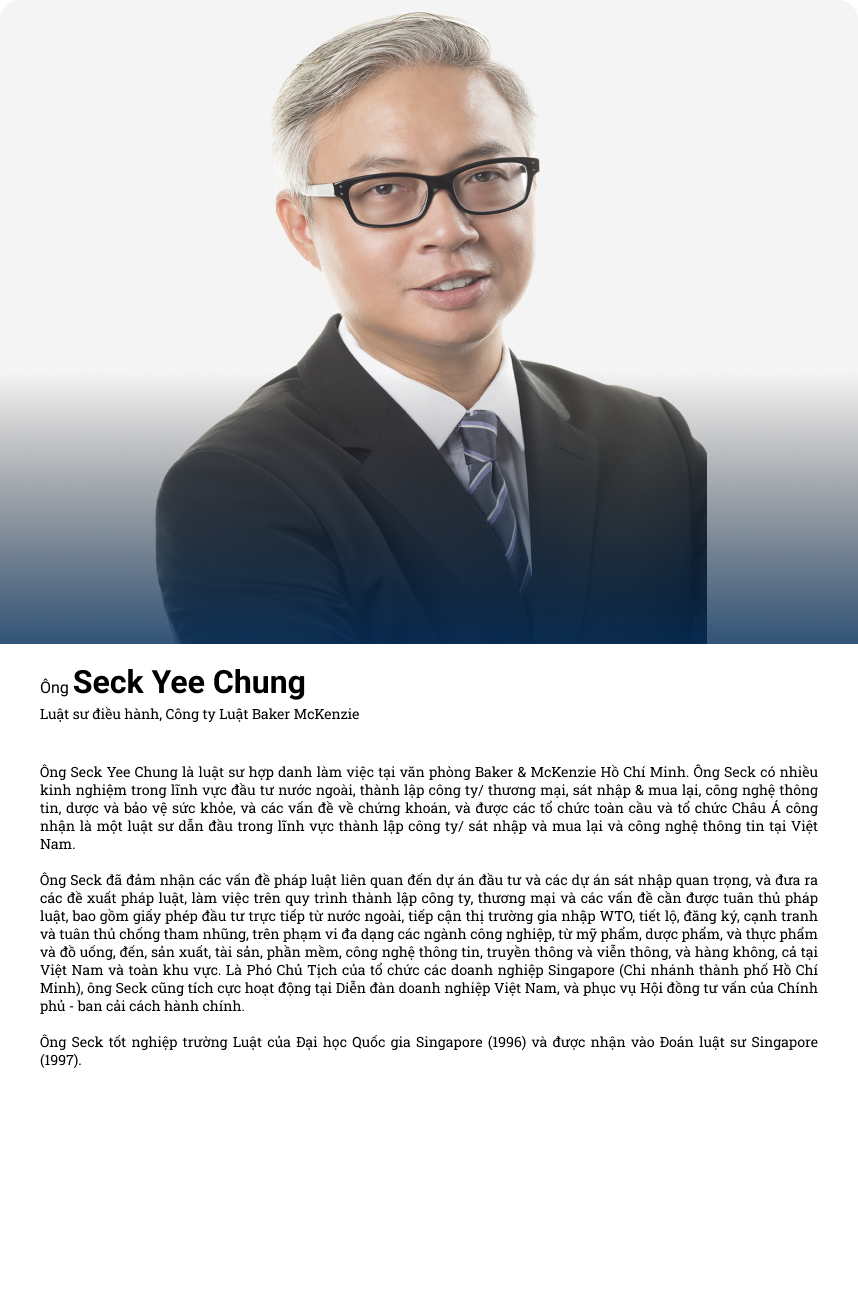 Ông Seck Yee Chung
Luật sư điều hành, Công ty Luật Baker McKenzie
Ông Seck Yee Chung là luật sư hợp danh làm việc tại văn phòng Baker & McKenzie Hồ Chí Minh. Ông Seck có nhiều
kinh nghiệm trong lĩnh vực đầu tư nước ngoài, thành lập công ty/ thương mại, sát nhập & mua lại, công nghệ thông
tin, dược và bảo vệ sức khỏe, và các vấn đề về chứng khoán, và được các tổ chức toàn cầu và tổ chức Châu Á công
nhận là một luật sư dẫn đầu trong lĩnh vực thành lập công ty/ sát nhập và mua lại và công nghệ thông tin tại Việt
Nam.
Ông Seck đã đảm nhận các vấn đề pháp luật liên quan đến dự án đầu tư và các dự án sát nhập quan trọng, và đưa ra
các đề xuất pháp luật, làm việc trên quy trình thành lập công ty, thương mại và các vấn đề cần được tuân thủ pháp
luật, bao gồm giấy phép đầu tư trực tiếp từ nước ngoài, tiếp cận thị trường gia nhập WTO, tiết lộ, đăng ký, cạnh tranh
và tuân thủ chống tham nhũng, trên phạm vi đa dạng các ngành công nghiệp, từ mỹ phẩm, dược phẩm, và thực phẩm
và đồ uống, đến, sản xuất, tài sản, phần mềm, công nghệ thông tin, truyền thông và viễn thông, và hàng không, cả tại
Việt Nam và toàn khu vực. Là Phó Chủ Tịch của tổ chức các doanh nghiệp Singapore (Chi nhánh thành phố Hồ Chí
Minh), ông Seck cũng tích cực hoạt động tại Diễn đàn doanh nghiệp Việt Nam, và phục vụ Hội đồng tư vấn của Chính
phủ - ban cải cách hành chính.
Ông Seck tốt nghiệp trường Luật của Đại học Quốc gia Singapore (1996) và được nhận vào Đoán luật sư Singapore
(1997).